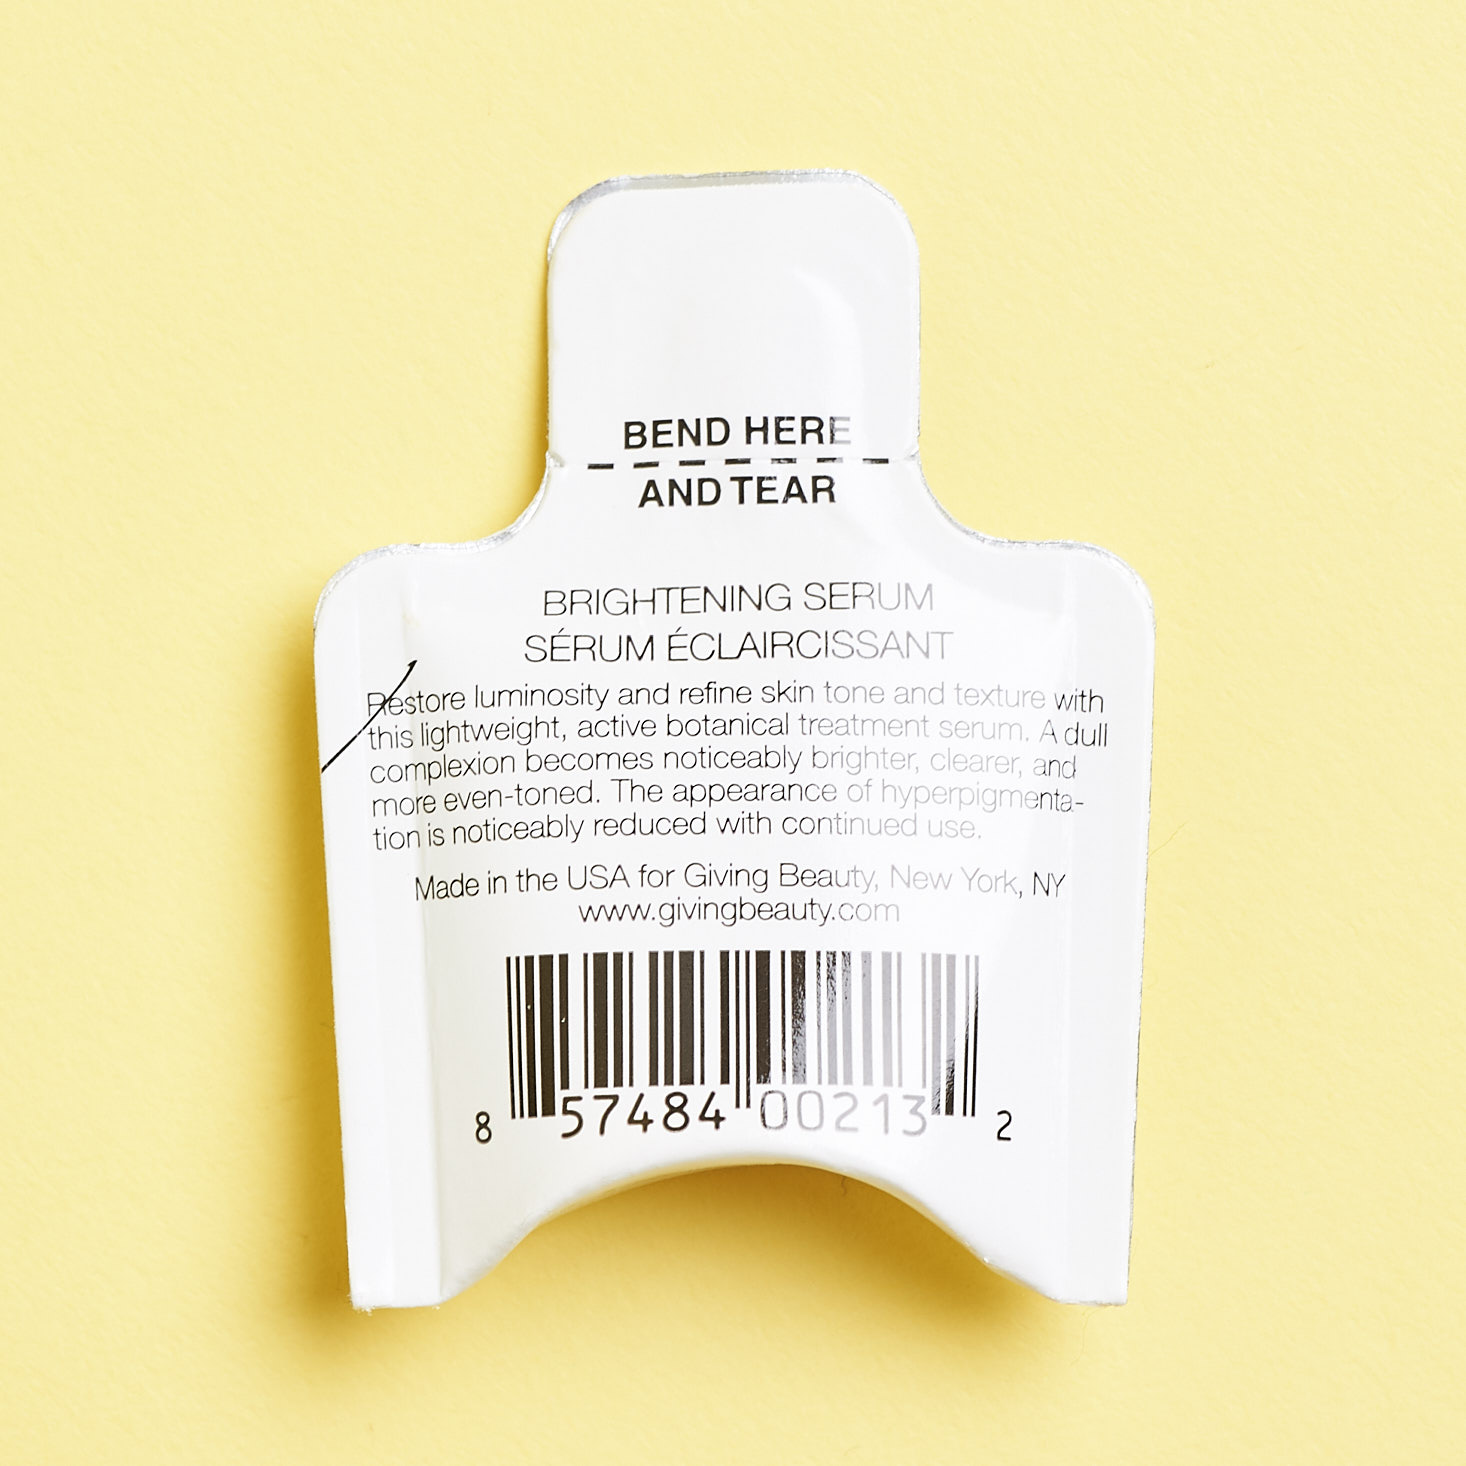 BEND HERE
AND TEAR
BRIGHTENING SERUM
SÉRUM ÉCLAIRCISSANT
Restore luminosity and refine skin tone and texture with
this lightweight, active botanical treatment serum. A dull
complexion becomes noticeably brighter, clearer, and
more even-toned. The appearance of hyperpigmenta-
tion is noticeably reduced with continued use.
Made in the USA for Giving Beauty, New York, NY
www.givingbeauty.com
8 57484 00213 2